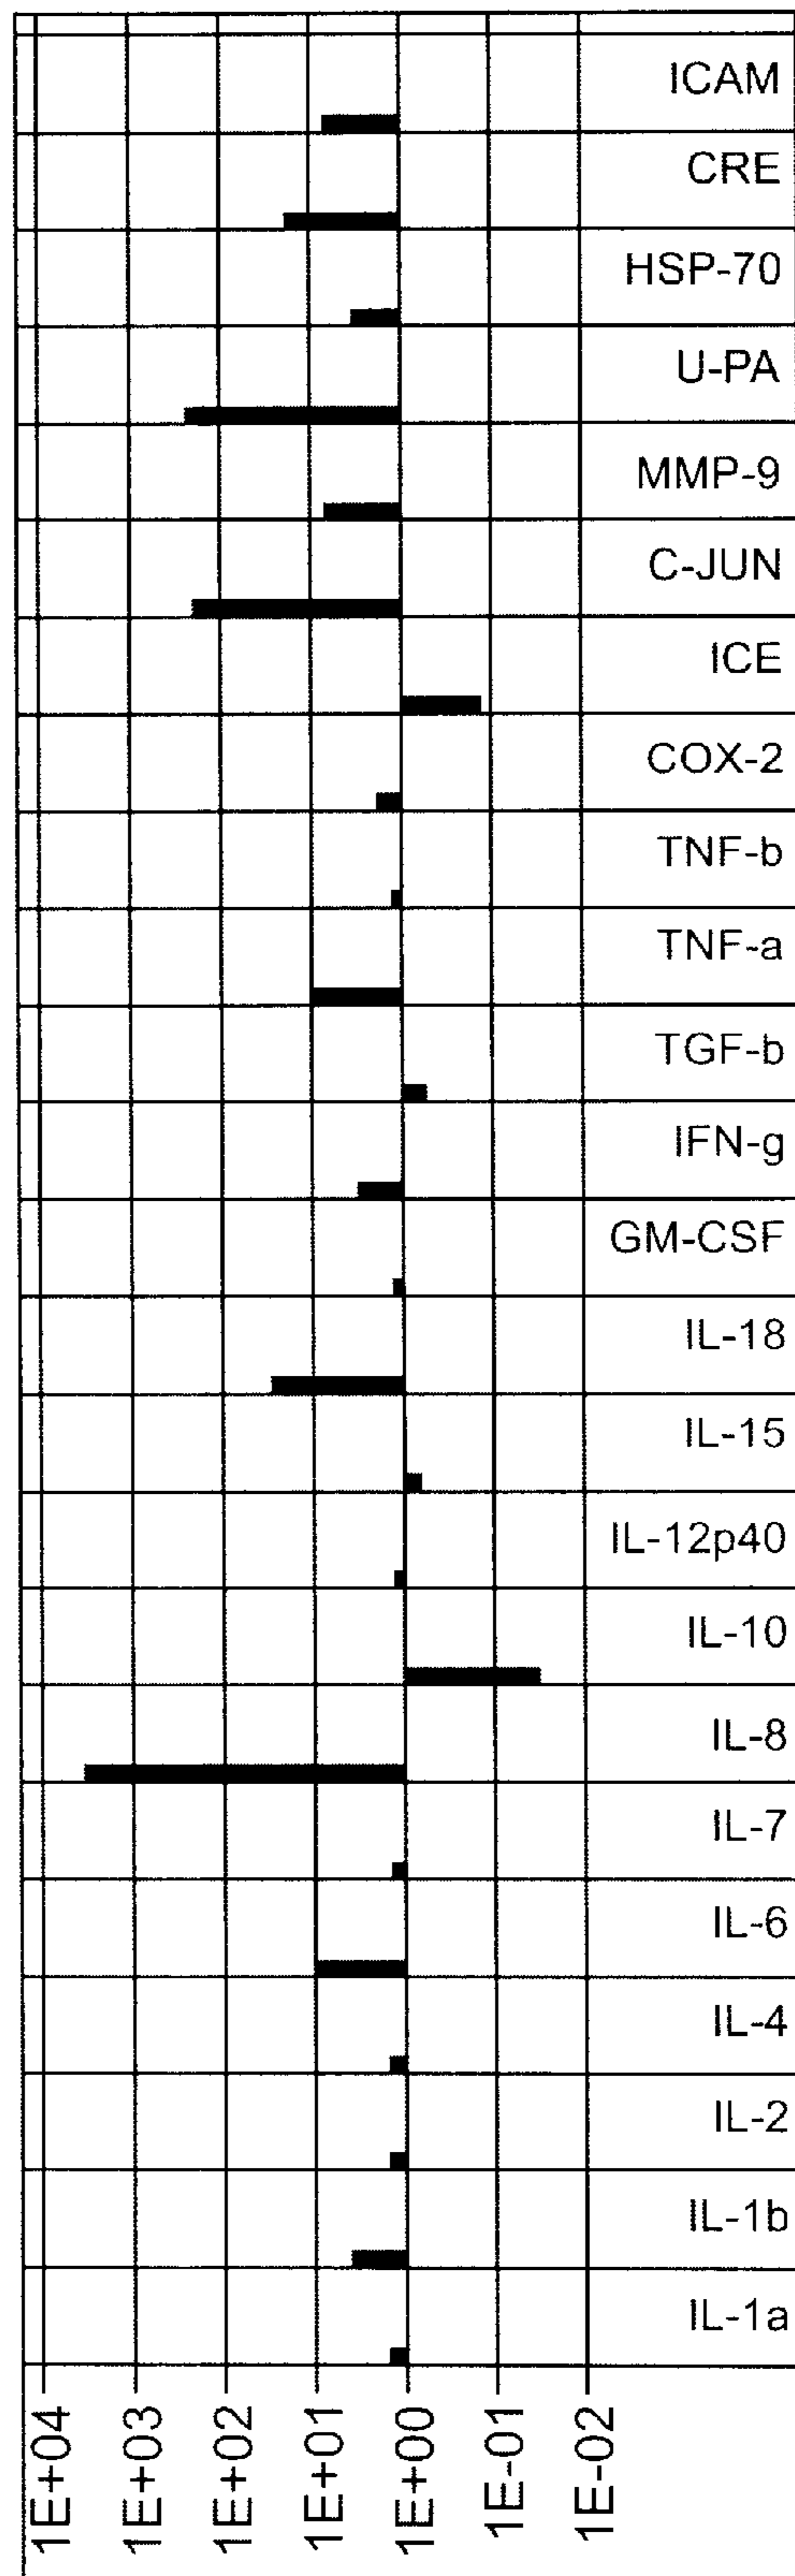 ICAM
CRE
HSP-70
U-PA
MMP-9
C-JUN
ICE
COX-2
TNF-b
TNF-a
TGF-b
IFN-g
GM-CSF
IL-18
IL-15
IL-12p40
IL-10
IL-8
IL-7
IL-6
IL-4
IL-2
IL-1b
IL-1a
1E+04
1E+03
1E+02
1E+01
1E+00
1E-01
1E-02